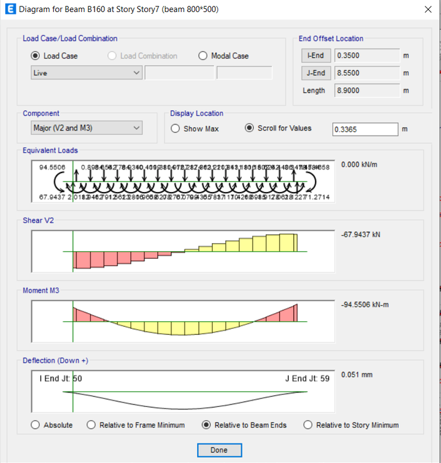 E Diagram for Beam B160 at Story Story7 (beam 800*500)
Load Case/Load Combination
End Offset Location
Load Case
Load Combination
Modal Case
I-End
0.3500
m
Live
J-End
8.5500
m
Length
8.9000
m
Component
Display Location
Major (V2 and M3)
Show Max
Scroll for Values
0.3365
m
Equivalent Loads
94.5506
0.000 kN/m
67.9437
71.2714
Shear V2
-67.9437 kN
Moment M3
-94.5506 kN-m
Deflection (Down +)
I End Jt: 50
J End Jt: 59
0.051 mm
Absolute
Relative to Frame Minimum
Relative to Beam Ends
Relative to Story Minimum
Done